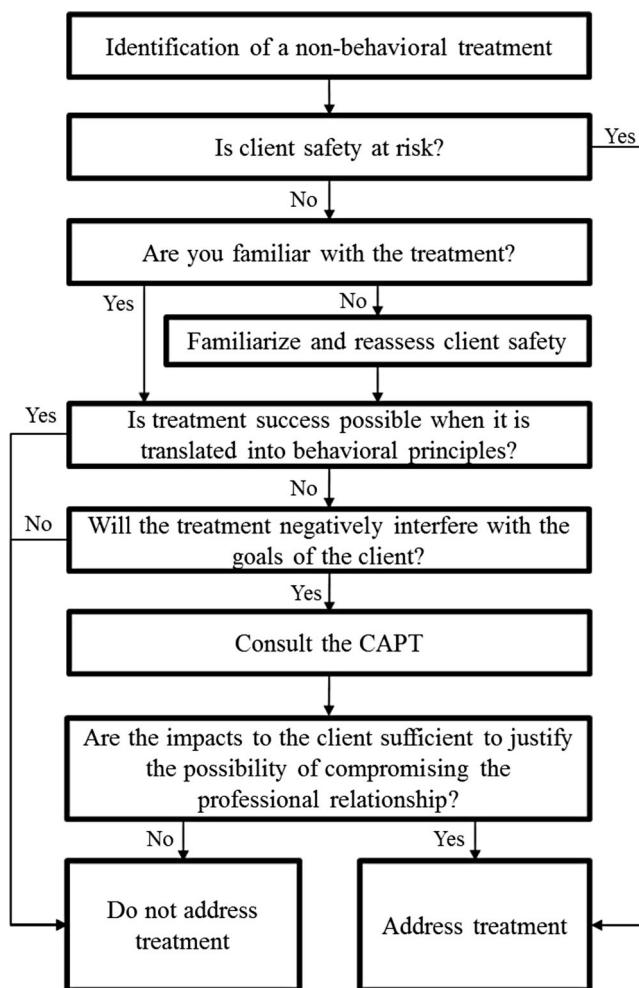 Identification of a non-behavioral treatment
Is client safety at risk?
Yes
No
Are you familiar with the treatment?
Yes
No
Familiarize and reassess client safety
Yes
Is treatment success possible when it is
translated into behavioral principles?
No
No
Will the treatment negatively interfere with the
goals of the client?
Yes
Consult the CAPT
Are the impacts to the client sufficient to justify
the possibility of compromising the
professional relationship?
No
Yes
Do not address
treatment
Address treatment